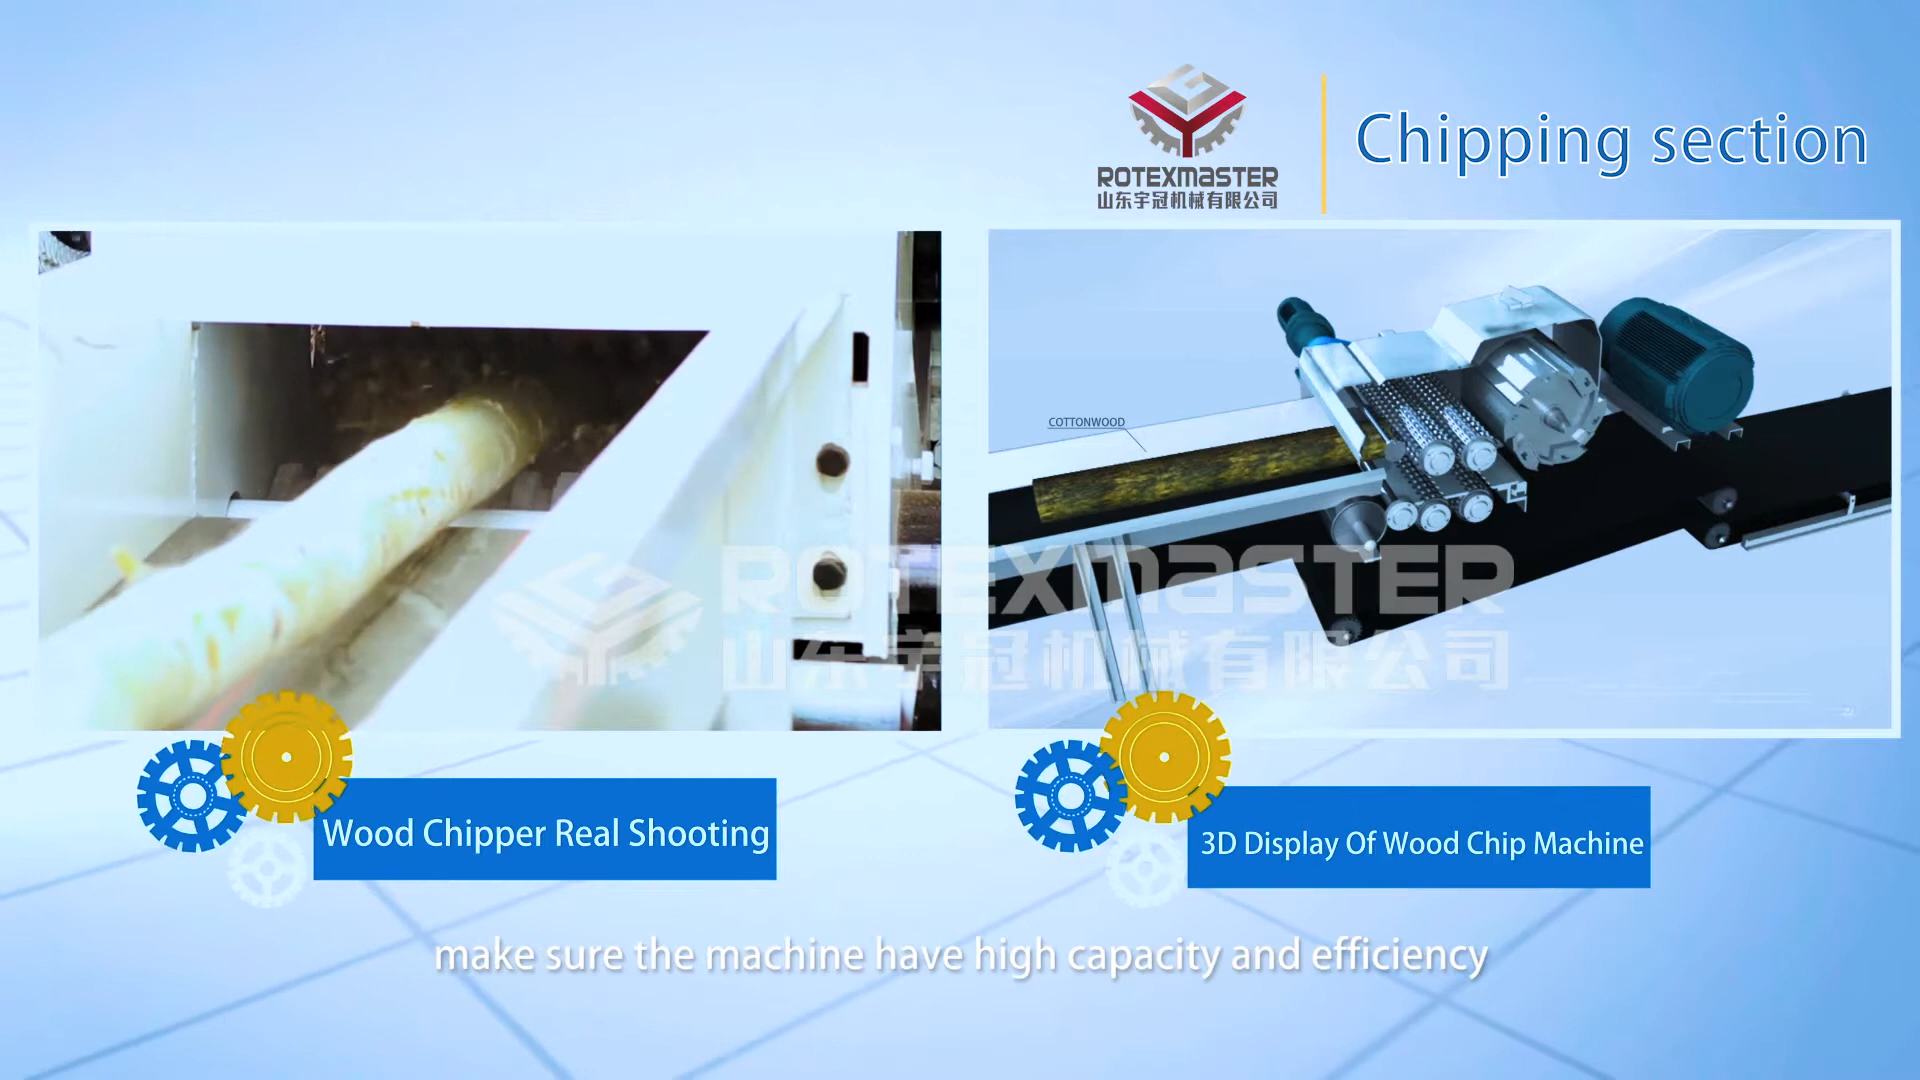 ROTEXMASTER
山东宇冠机械有限公司
Chipping section
COTTONWOOD
ROTEXMASTER
山东宇冠机械有限公司
Wood Chipper Real Shooting
3D Display Of Wood Chip Machine
make sure the machine have high capacity and efficiency